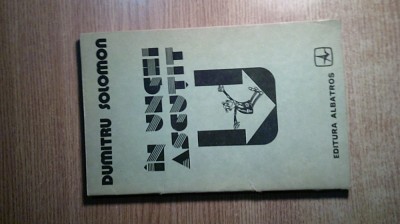 DUMITRU SOLOMON
ÎN UNGHI
ASCUȚIT
EDITURA ALBATROS